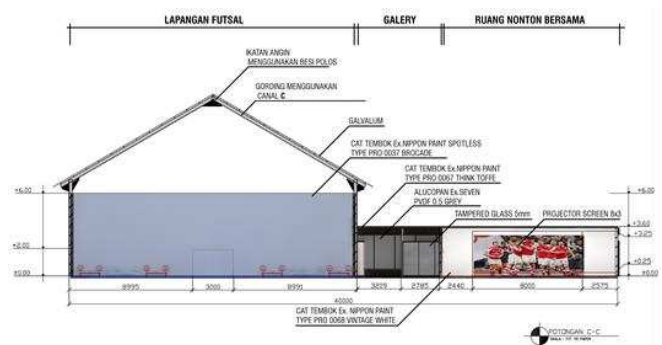 LAPANGAN FUTSAL
GALERY
RUANG NONTON BERSAMA
IKATAN ANGIN
MENGGUNAKAN BESI POLOS
GORDING MENGGUNAKAN
CANAL C
GALVALUM
CAT TEMBOK Ex.NIPPON PAINT SPOTLESS
TYPE PRO 0037 BROCADE
CAT TEMBOK Ex.NIPPON PAINT
TYPE PRO 0067 THINK TOFFE
ALUCOPAN Ex.SEVEN
PVDF 0.5 GREY
TAMPERED GLASS 5mm
PROJECTOR SCREEN 8x3
+6.00
+2.00
±0.00
+6.00
+3.60
+3.25
+0.25
±0.00
8995
3000
8991
3229
2785
2440
8000
2575
40000
CAT TEMBOK Ex. NIPPON PAINT
TYPE PRO 0068 VINTAGE WHITE
POTONGAN C-C